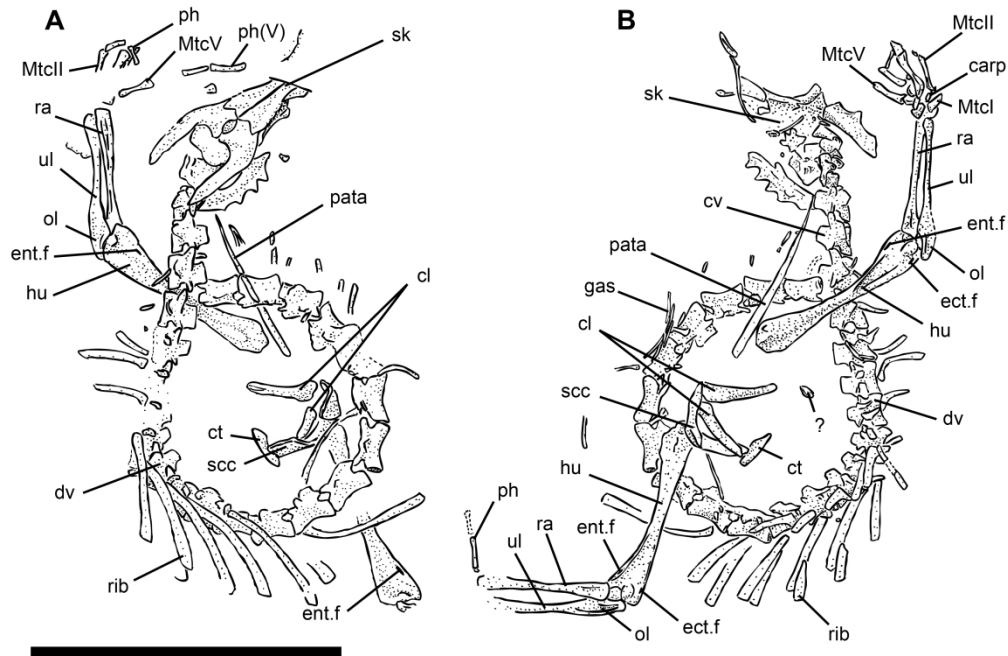 A
ph
MtcII
MtcV
ph(V)
sk
ra
ul
ol
ent.f
hu
pata
cl
ct
scc
dv
rib
ent.f
B
MtcII
MtcV
carp
MtcI
sk
ra
ul
cv
ent.f
pata
ol
ect.f
gas
hu
cl
scc
?
dv
ct
hu
ph
ra
ent.f
ul
ol
ect.f
rib